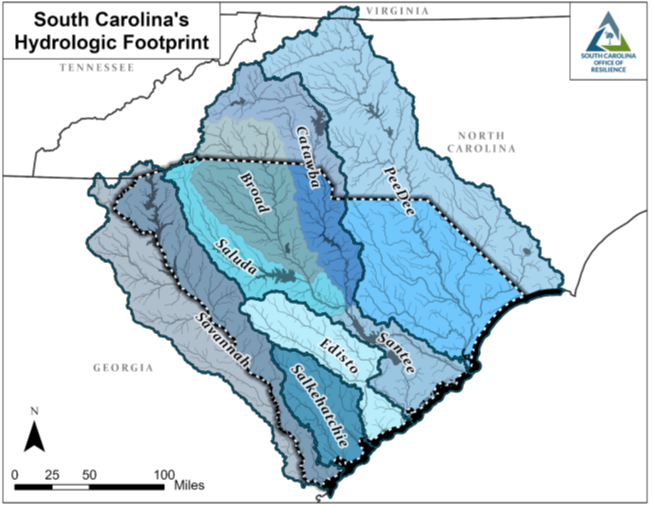 South Carolina's
Hydrologic Footprint
VIRGINIA
TENNESSEE
SOUTH CAROLINA
OFFICE OF
RESILIENCE
NORTH
CAROLINA
Catawba
PeeDee
Broad
Saluda
Savannah
Edisto
Santee
Salkehatchie
GEORGIA
N
0 25 50 100
Miles